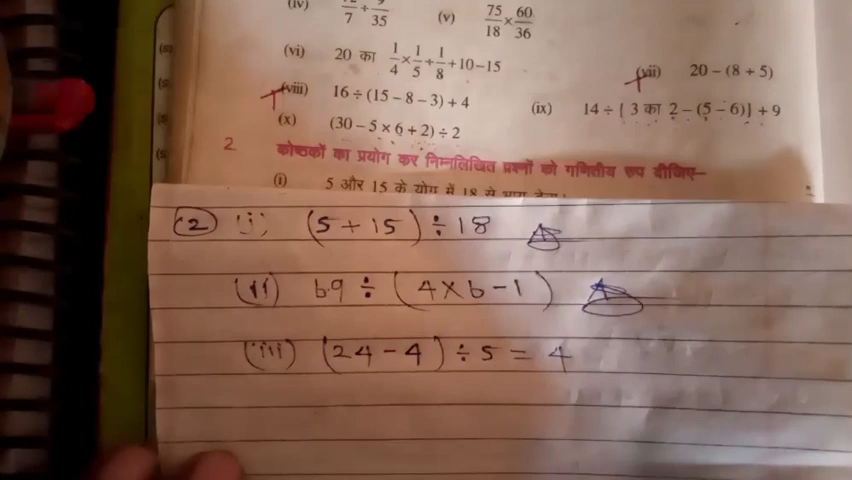 (iv) 7 ÷ 9/35 (v) 75/18 × 60/36
(vi) 20 का 1/4 × 1/5 + 1/8 + 10 – 15
(vii) 20 – (8 + 5)
(viii) 16 ÷ (15 – 8 – 3) + 4
(ix) 14 ÷ [ 3 का 2 – (5 – 6)] + 9
(x) (30 – 5 × 6 + 2) ÷ 2
2 कोष्ठकों का प्रयोग कर निम्नलिखित प्रश्नों को गणितीय रूप दीजिए–
(i) 5 और 15 के योग में 18 से भाग देना।
(2) (i) (5 + 15) ÷ 18
(ii) 69 ÷ (4 × 6 - 1)
(iii) (24 - 4) ÷ 5 = 4